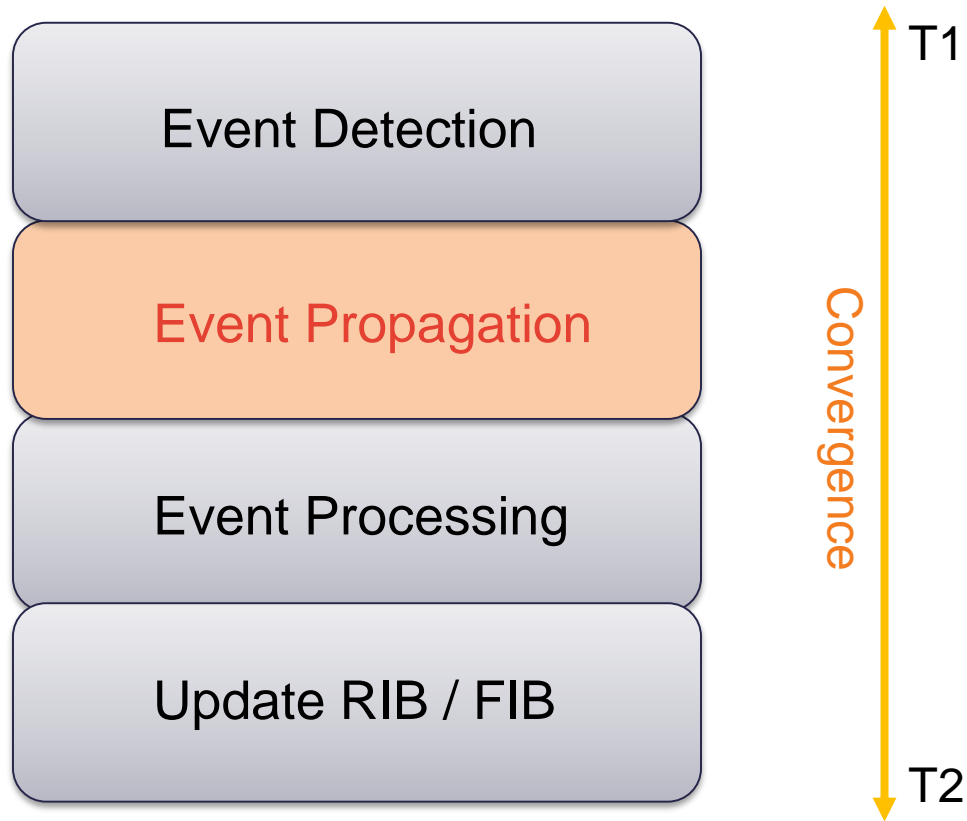 T1
Event Detection
Event Propagation
Convergence
Event Processing
Update RIB / FIB
T2